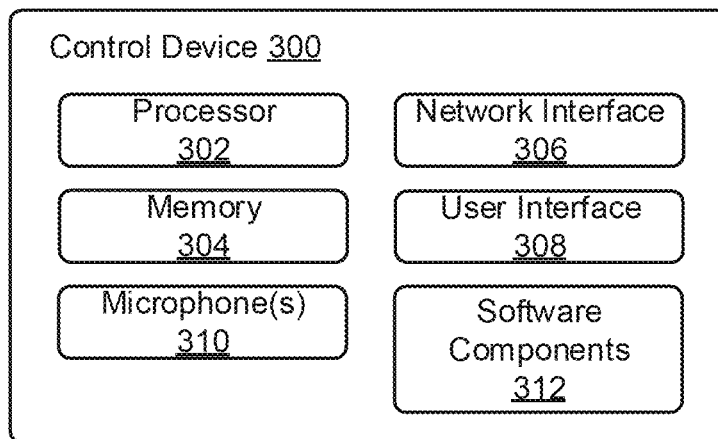 Control Device 300
Processor
302
Network Interface
306
Memory
304
User Interface
308
Microphone(s)
310
Software
Components
312